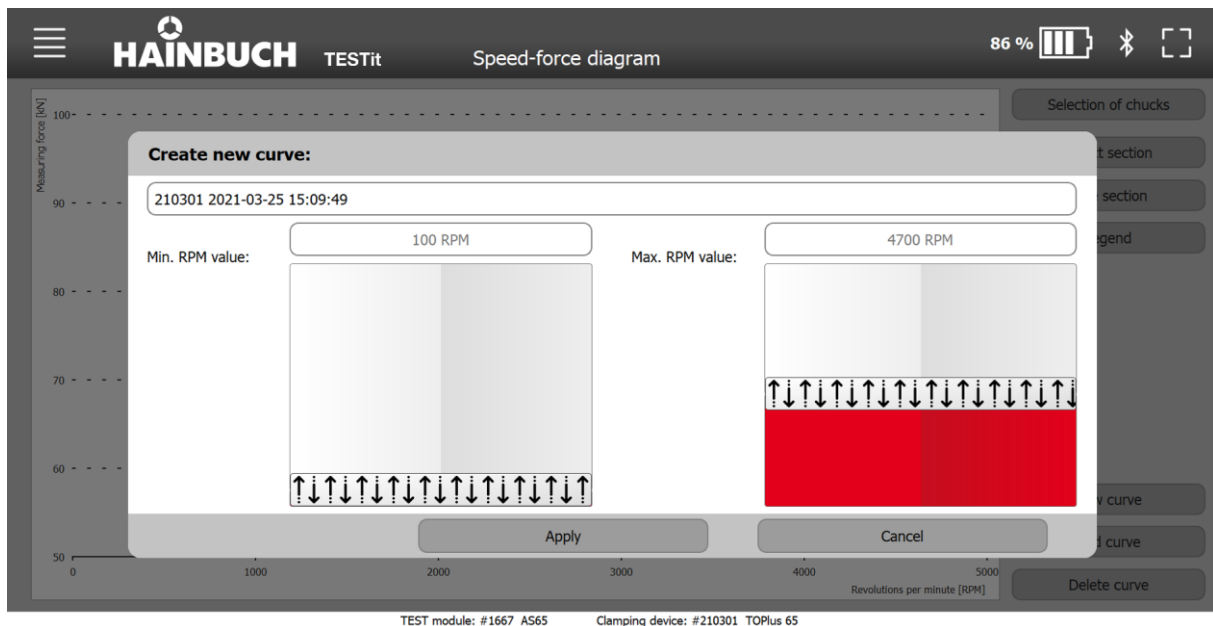 HAINBUCH TESTit Speed-force diagram 86 %
Measuring force [kN]
100
90
80
70
60
50
0 1000 2000 3000 4000 5000
Revolutions per minute [RPM]
Selection of chucks
section
section
Create new curve:
210301 2021-03-25 15:09:49
Min. RPM value: 100 RPM
Max. RPM value: 4700 RPM
Apply Cancel
curve
curve
Delete curve
TEST module: #1667 AS65 Clamping device: #210301 TOPlus 65